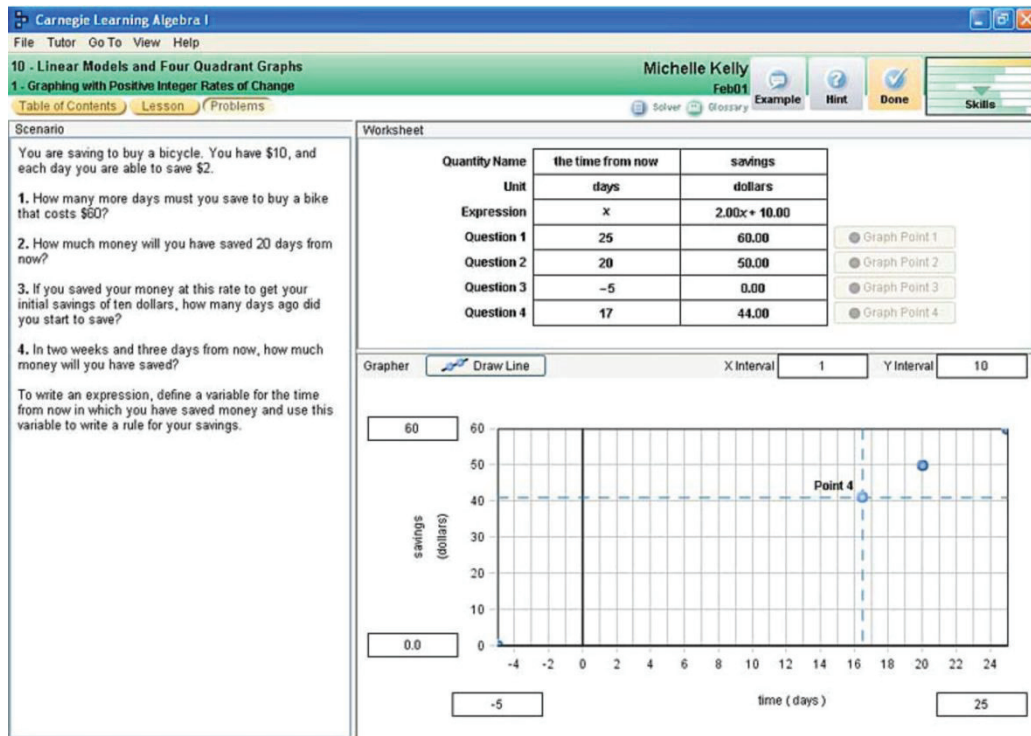 Carnegie Learning Algebra I
File Tutor Go To View Help
10 - Linear Models and Four Quadrant Graphs
1 - Graphing with Positive Integer Rates of Change
Michelle Kelly
Feb01
Table of Contents Lesson Problems
Solver Glossary
Example Hint Done Skills
Scenario
You are saving to buy a bicycle. You have $10, and
each day you are able to save $2.
1. How many more days must you save to buy a bike
that costs $60?
2. How much money will you have saved 20 days from
now?
3. If you saved your money at this rate to get your
initial savings of ten dollars, how many days ago did
you start to save?
4. In two weeks and three days from now, how much
money will you have saved?
To write an expression, define a variable for the time
from now in which you have saved money and use this
variable to write a rule for your savings.
Worksheet
Quantity Name the time from now savings
Unit days dollars
Expression x 2.00x + 10.00
Question 1 25 60.00 Graph Point 1
Question 2 20 50.00 Graph Point 2
Question 3 -5 0.00 Graph Point 3
Question 4 17 44.00 Graph Point 4
Grapher Draw Line X Interval 1 Y Interval 10
60
60
50
40
30
20
10
0
Point 4
savings
(dollars)
0.0
-4 -2 0 2 4 6 8 10 12 14 16 18 20 22 24
-5 time ( days ) 25